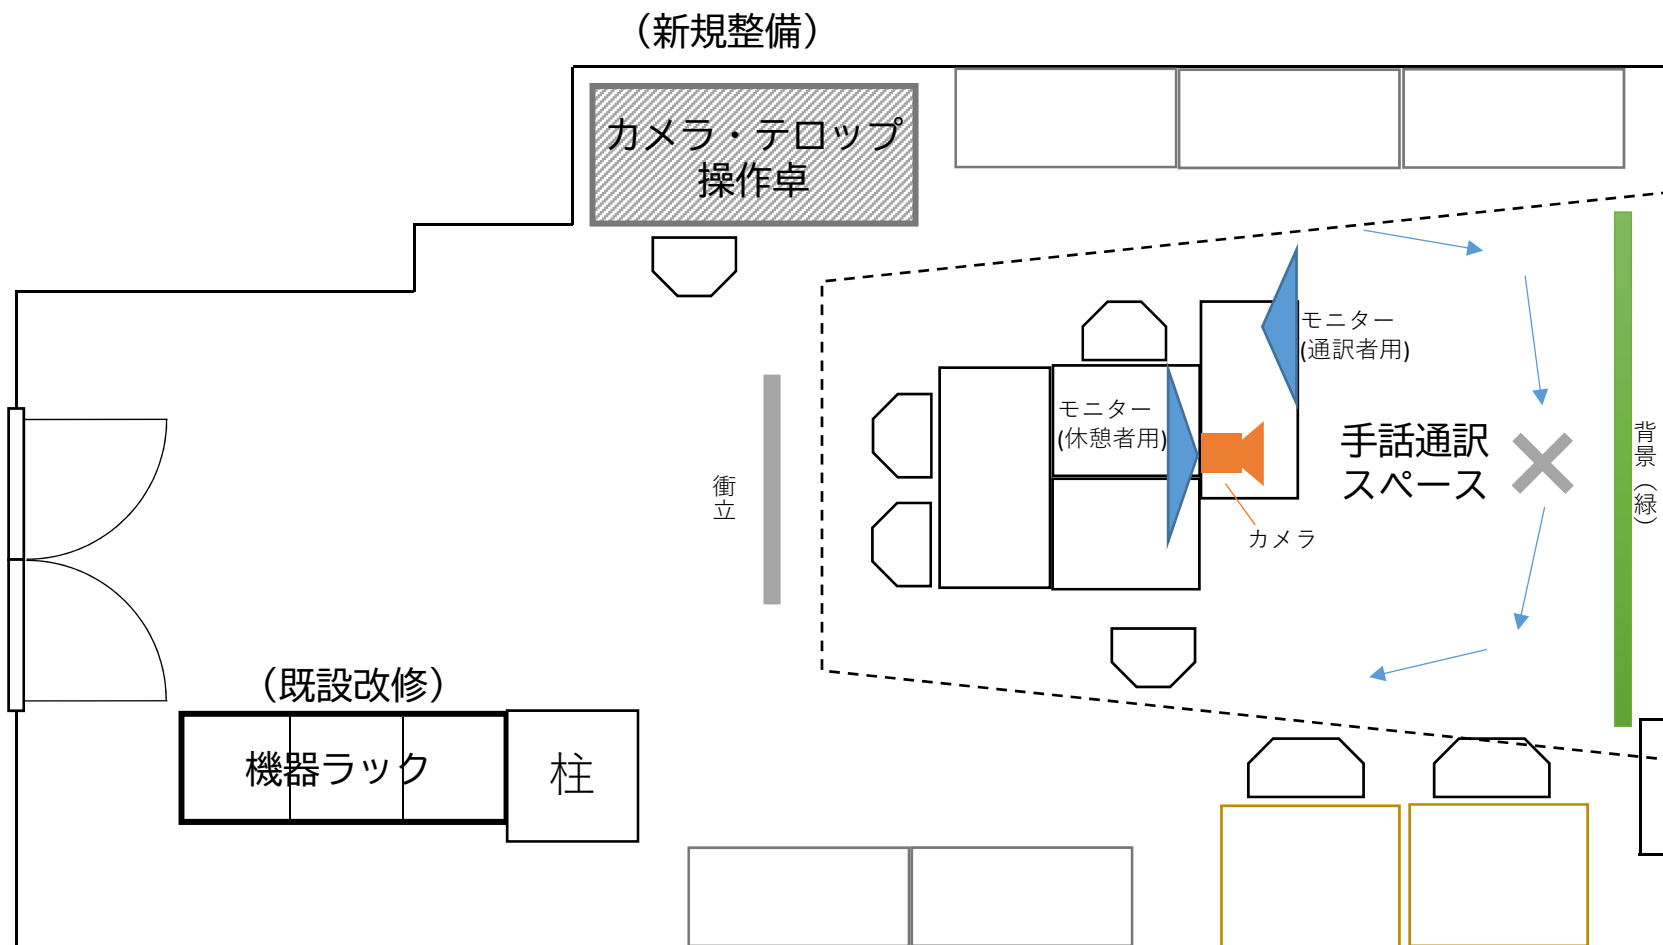 （新規整備）
カメラ・テロップ
操作卓
モニター
(通訳者用)
モニター
(休憩者用)
手話通訳
スペース
背景（緑）
カメラ
衝立
（既設改修）
機器ラック
柱